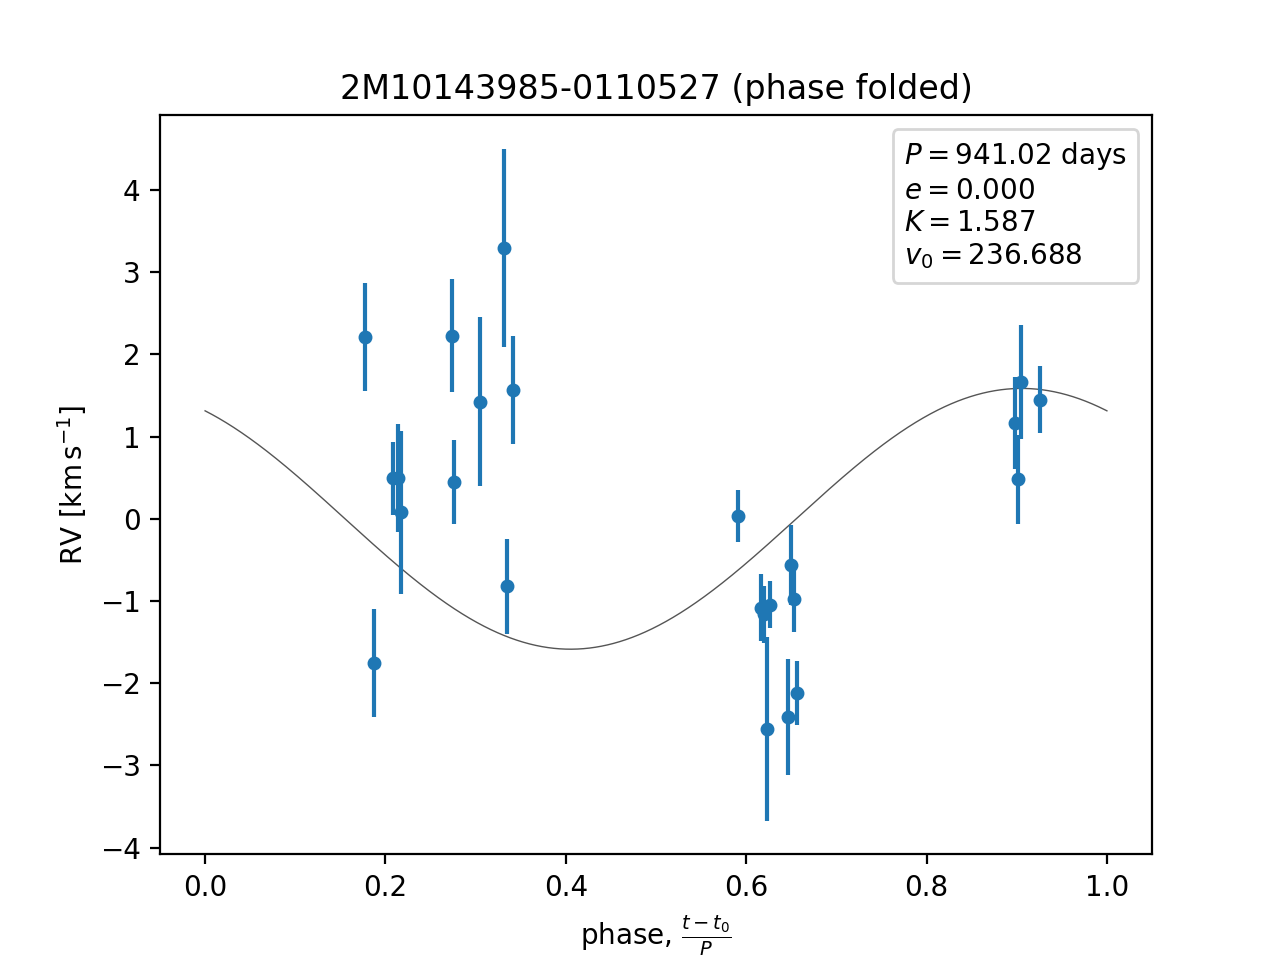 2M10143985-0110527 (phase folded)
P = 941.02 days
e = 0.000
K = 1.587
v₀ = 236.688
4
3
2
1
0
−1
−2
−3
−4
RV [km s⁻¹]
0.0 0.2 0.4 0.6 0.8 1.0
phase, (t − t₀)/P